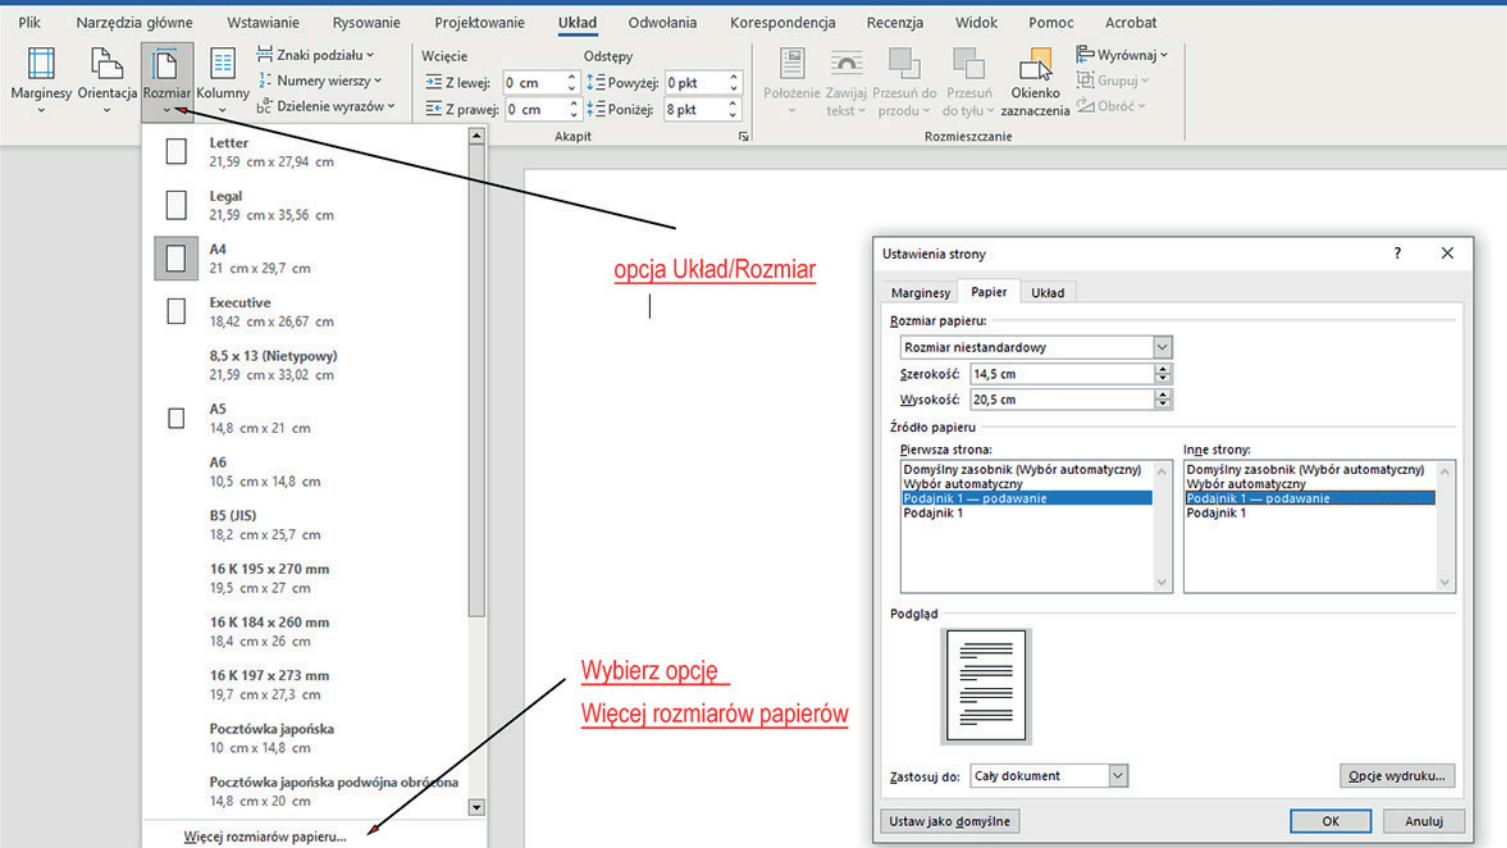 Plik Narzędzia główne Wstawianie Rysowanie Projektowanie Układ Odwołania Korespondencja Recenzja Widok Pomoc Acrobat
Marginesy Orientacja Rozmiar Kolumny
Znaki podziału
Numery wierszy
Dzielenie wyrazów
Wcięcie Odstępy
Z lewej: 0 cm Powyżej: 0 pkt
Z prawej: 0 cm Poniżej: 8 pkt
Akapit
Położenie Zawijaj tekst Przesuń do przodu Przesuń do tyłu Okienko zaznaczenia
Wyrównaj
Grupuj
Obróć
Rozmieszczanie
Letter
21,59 cm x 27,94 cm
Legal
21,59 cm x 35,56 cm
A4
21 cm x 29,7 cm
Executive
18,42 cm x 26,67 cm
8,5 x 13 (Nietypowy)
21,59 cm x 33,02 cm
A5
14,8 cm x 21 cm
A6
10,5 cm x 14,8 cm
B5 (JIS)
18,2 cm x 25,7 cm
16 K 195 x 270 mm
19,5 cm x 27 cm
16 K 184 x 260 mm
18,4 cm x 26 cm
16 K 197 x 273 mm
19,7 cm x 27,3 cm
Pocztówka japońska
10 cm x 14,8 cm
Pocztówka japońska podwójna obrócona
14,8 cm x 20 cm
Więcej rozmiarów papieru...
opcja Układ/Rozmiar
Wybierz opcję
Więcej rozmiarów papierów
Ustawienia strony ?
Marginesy Papier Układ
Rozmiar papieru:
Rozmiar niestandardowy
Szerokość: 14,5 cm
Wysokość: 20,5 cm
Źródło papieru
Pierwsza strona:
Domyślny zasobnik (Wybór automatyczny)
Wybór automatyczny
Podajnik 1 — podawanie
Podajnik 1
Inne strony:
Domyślny zasobnik (Wybór automatyczny)
Wybór automatyczny
Podajnik 1 — podawanie
Podajnik 1
Podgląd
Zastosuj do: Cały dokument Opcje wydruku...
Ustaw jako domyślne OK Anuluj